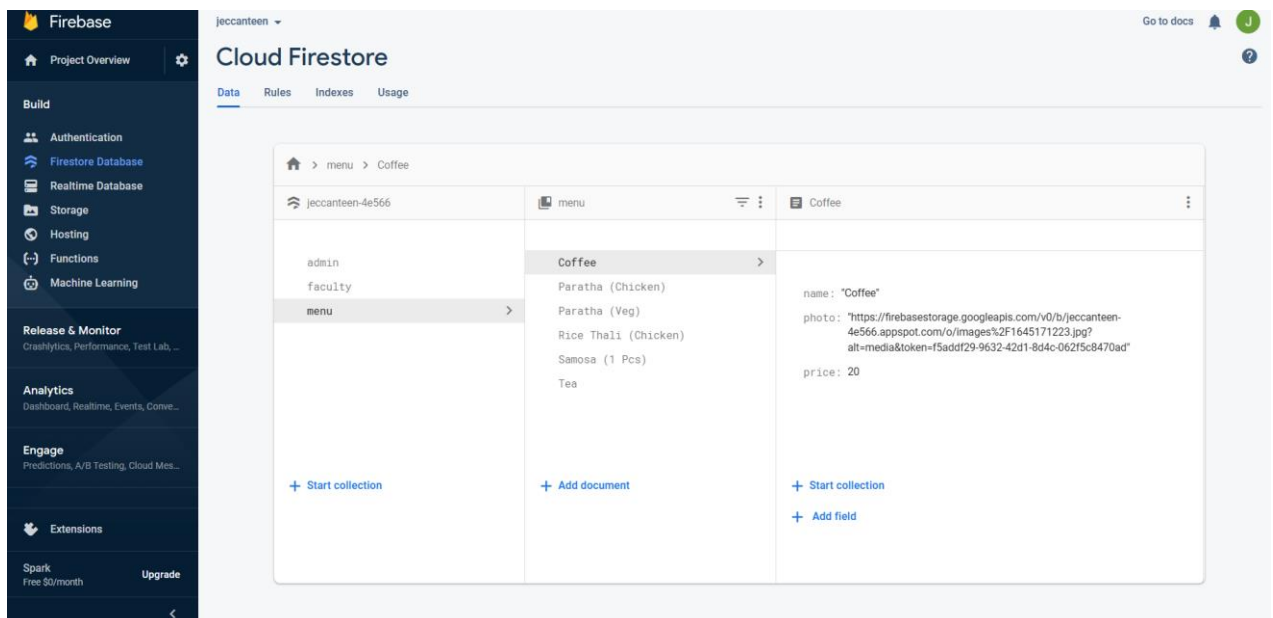 Firebase
Project Overview
Build
Authentication
Firestore Database
Realtime Database
Storage
Hosting
Functions
Machine Learning
Release & Monitor
Crashlytics, Performance, Test Lab, ...
Analytics
Dashboard, Realtime, Events, Conve...
Engage
Predictions, A/B Testing, Cloud Mes...
Extensions
Spark
Free $0/month
Upgrade
jeccanteen
Go to docs
J
Cloud Firestore
Data Rules Indexes Usage
menu > Coffee
jeccanteen-4e566
admin
faculty
menu
+ Start collection
menu
Coffee
Paratha (Chicken)
Paratha (Veg)
Rice Thali (Chicken)
Samosa (1 Pcs)
Tea
+ Add document
Coffee
name: "Coffee"
photo: "https://firebasestorage.googleapis.com/v0/b/jeccanteen-
4e566.appspot.com/o/images%2F1645171223.jpg?
alt=media&token=f5addf29-9632-42d1-8d4c-062f5c8470ad"
price: 20
+ Start collection
+ Add field